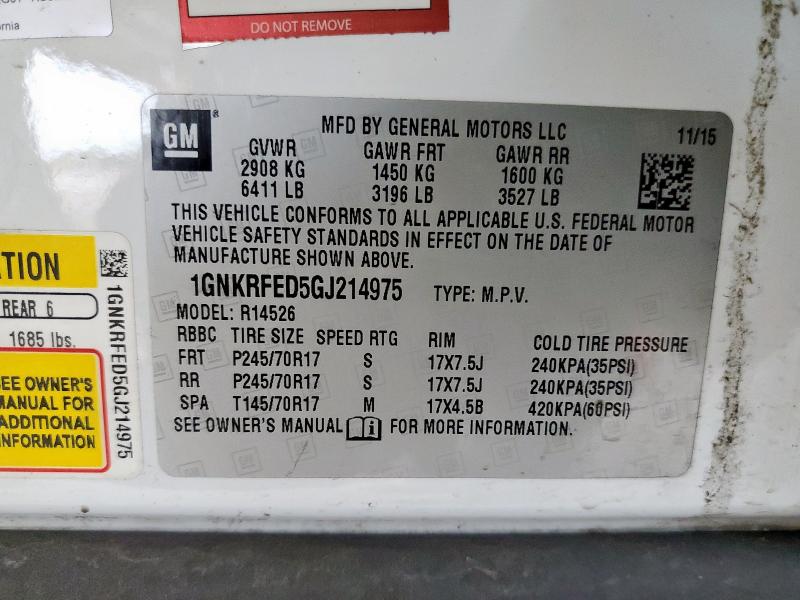 ornia
DO NOT REMOVE
GM
®
MFD BY GENERAL MOTORS LLC
11/15
GVWR GAWR FRT GAWR RR
2908 KG 1450 KG 1600 KG
6411 LB 3196 LB 3527 LB
THIS VEHICLE CONFORMS TO ALL APPLICABLE U.S. FEDERAL MOTOR
VEHICLE SAFETY STANDARDS IN EFFECT ON THE DATE OF
MANUFACTURE SHOWN ABOVE.
1GNKRFED5GJ214975 TYPE: M.P.V.
MODEL: R14526
RBBC TIRE SIZE SPEED RTG RIM COLD TIRE PRESSURE
FRT P245/70R17 S 17X7.5J 240KPA(35PSI)
RR P245/70R17 S 17X7.5J 240KPA(35PSI)
SPA T145/70R17 M 17X4.5B 420KPA(60PSI)
SEE OWNER'S MANUAL FOR MORE INFORMATION.
TION
REAR 6
1685 lbs.
SEE OWNER'S
MANUAL FOR
ADDITIONAL
INFORMATION
1GNKRFED5GJ214975